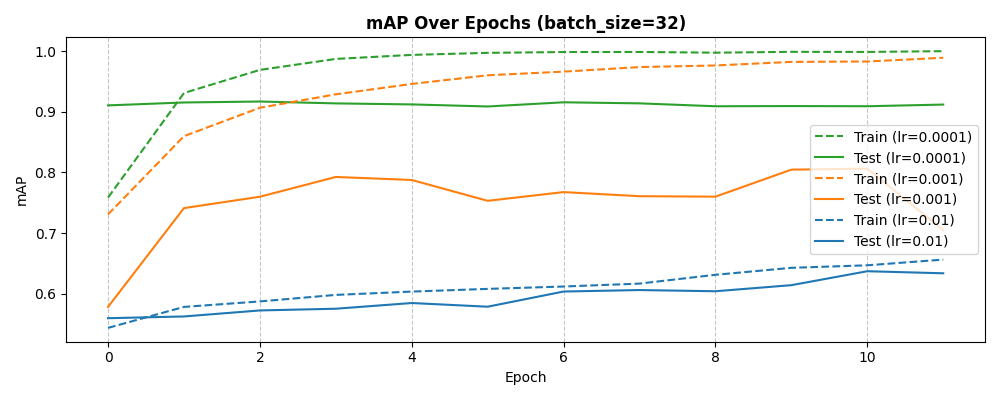 mAP Over Epochs (batch_size=32)
mAP
1.0
0.9
0.8
0.7
0.6
Train (lr=0.0001)
Test (lr=0.0001)
Train (lr=0.001)
Test (lr=0.001)
Train (lr=0.01)
Test (lr=0.01)
0 2 4 6 8 10
Epoch